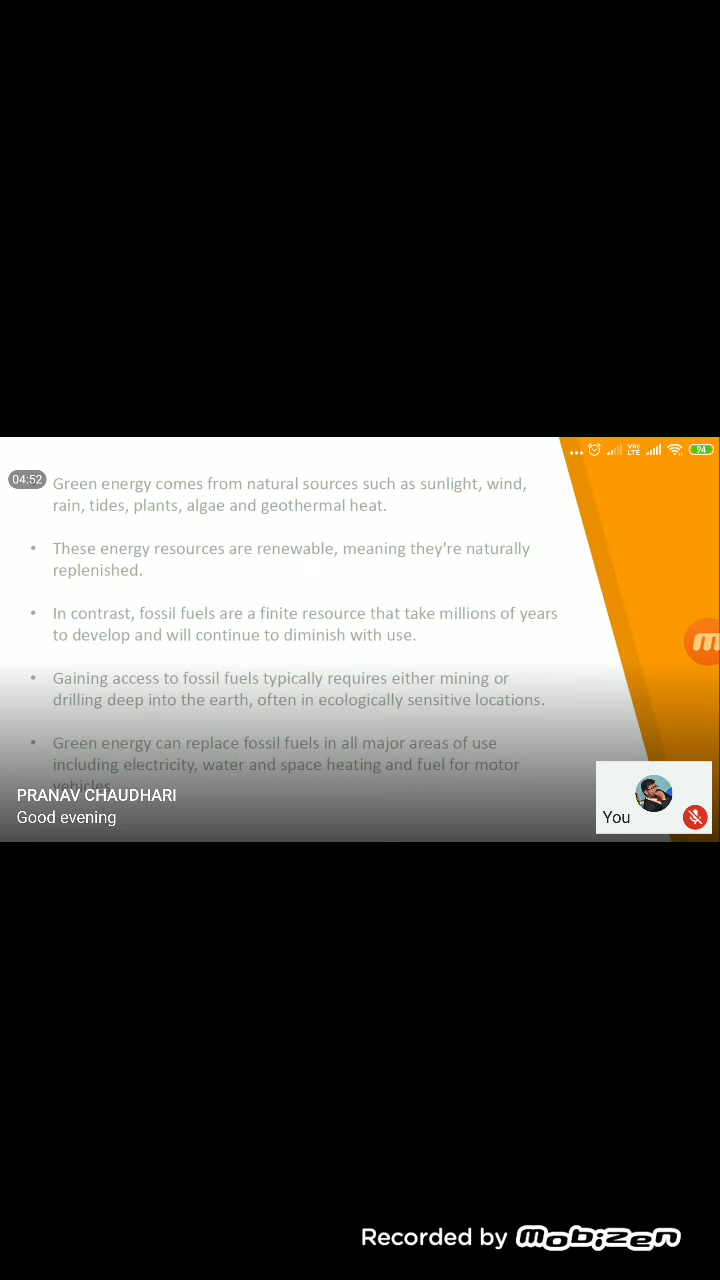 94
04:52
Green energy comes from natural sources such as sunlight, wind,
rain, tides, plants, algae and geothermal heat.
• These energy resources are renewable, meaning they're naturally
replenished.
• In contrast, fossil fuels are a finite resource that take millions of years
to develop and will continue to diminish with use.
• Gaining access to fossil fuels typically requires either mining or
drilling deep into the earth, often in ecologically sensitive locations.
• Green energy can replace fossil fuels in all major areas of use
including electricity, water and space heating and fuel for motor
vehicles.
PRANAV CHAUDHARI
Good evening
You
Recorded by mobizen